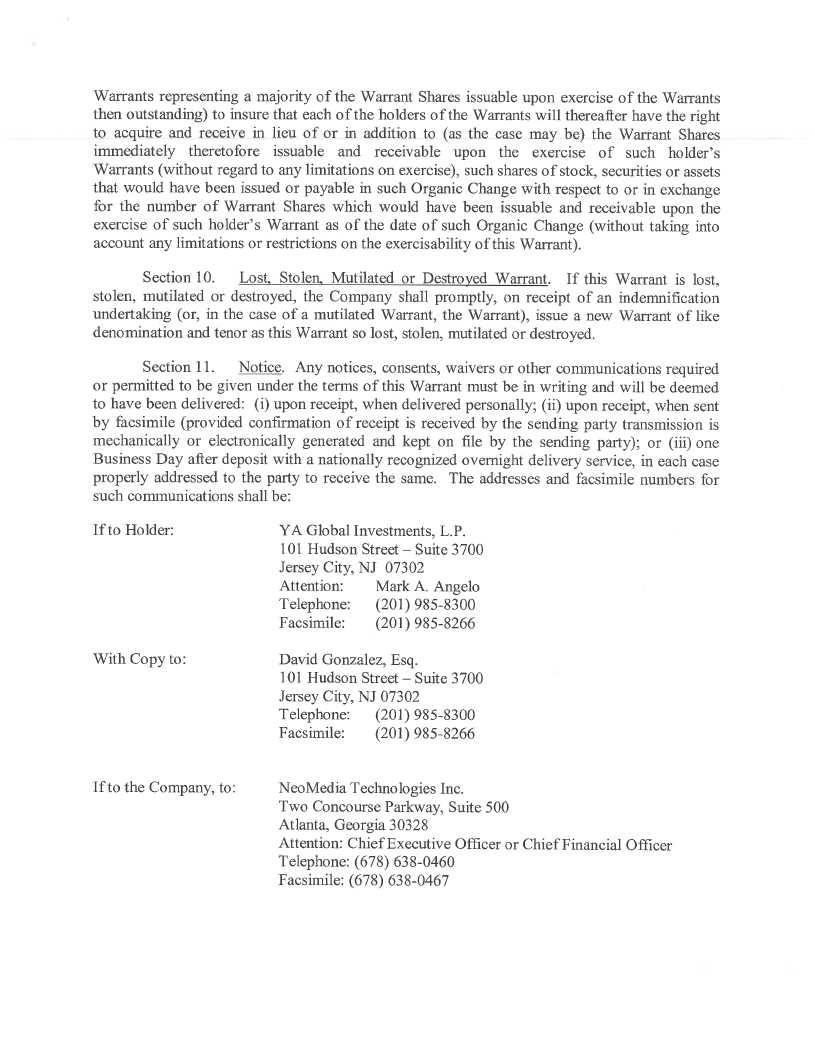 Warrants representing a majority of the Warrant Shares issuable upon exercise of the Warrants
then outstanding) to insure that each of the holders of the Warrants will thereafter have the right
to acquire and receive in lieu of or in addition to (as the case may be) the Warrant Shares
immediately theretofore issuable and receivable upon the exercise of such holder's
Warrants (without regard to any limitations on exercise), such shares of stock, securities or assets
that would have been issued or payable in such Organic Change with respect to or in exchange
for the number of Warrant Shares which would have been issuable and receivable upon the
exercise of such holder's Warrant as of the date of such Organic Change (without taking into
account any limitations or restrictions on the exercisability of this Warrant).
Section 10. Lost, Stolen, Mutilated or Destroyed Warrant. If this Warrant is lost,
stolen, mutilated or destroyed, the Company shall promptly, on receipt of an indemnification
undertaking (or, in the case of a mutilated Warrant, the Warrant), issue a new Warrant of like
denomination and tenor as this Warrant so lost, stolen, mutilated or destroyed.
Section 11. Notice. Any notices, consents, waivers or other communications required
or permitted to be given under the terms of this Warrant must be in writing and will be deemed
to have been delivered: (i) upon receipt, when delivered personally; (ii) upon receipt, when sent
by facsimile (provided confirmation of receipt is received by the sending party transmission is
mechanically or electronically generated and kept on file by the sending party); or (iii) one
Business Day after deposit with a nationally recognized overnight delivery service, in each case
properly addressed to the party to receive the same. The addresses and facsimile numbers for
such communications shall be:
If to Holder: YA Global Investments, L.P.
101 Hudson Street – Suite 3700
Jersey City, NJ 07302
Attention: Mark A. Angelo
Telephone: (201) 985-8300
Facsimile: (201) 985-8266
With Copy to: David Gonzalez, Esq.
101 Hudson Street – Suite 3700
Jersey City, NJ 07302
Telephone: (201) 985-8300
Facsimile: (201) 985-8266
If to the Company, to: NeoMedia Technologies Inc.
Two Concourse Parkway, Suite 500
Atlanta, Georgia 30328
Attention: Chief Executive Officer or Chief Financial Officer
Telephone: (678) 638-0460
Facsimile: (678) 638-0467